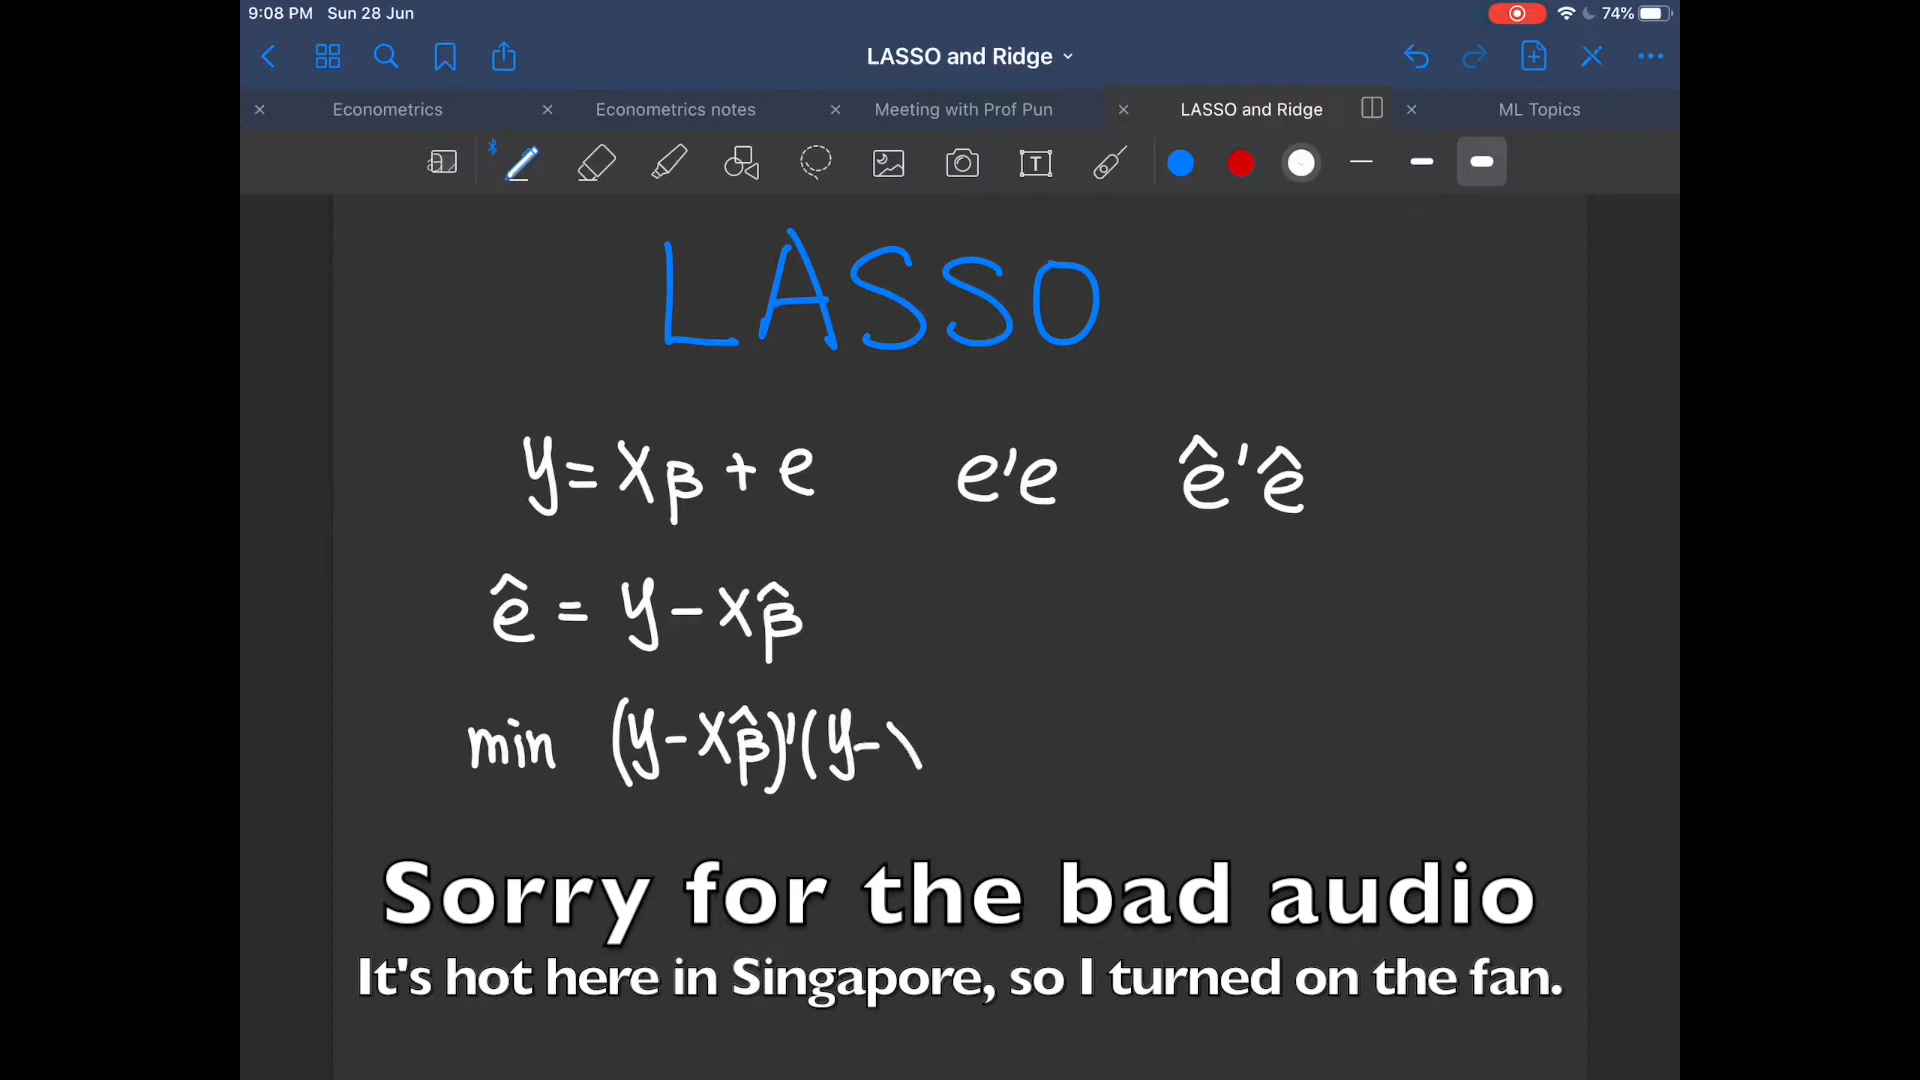 9:08 PM Sun 28 Jun 74%
LASSO and Ridge
Econometrics Econometrics notes Meeting with Prof Pun LASSO and Ridge ML Topics
T
LASSO
y = Xβ + e e'e ê'ê
ê = y - Xβ̂
min (y - Xβ̂)'(y - \
Sorry for the bad audio
It's hot here in Singapore, so I turned on the fan.